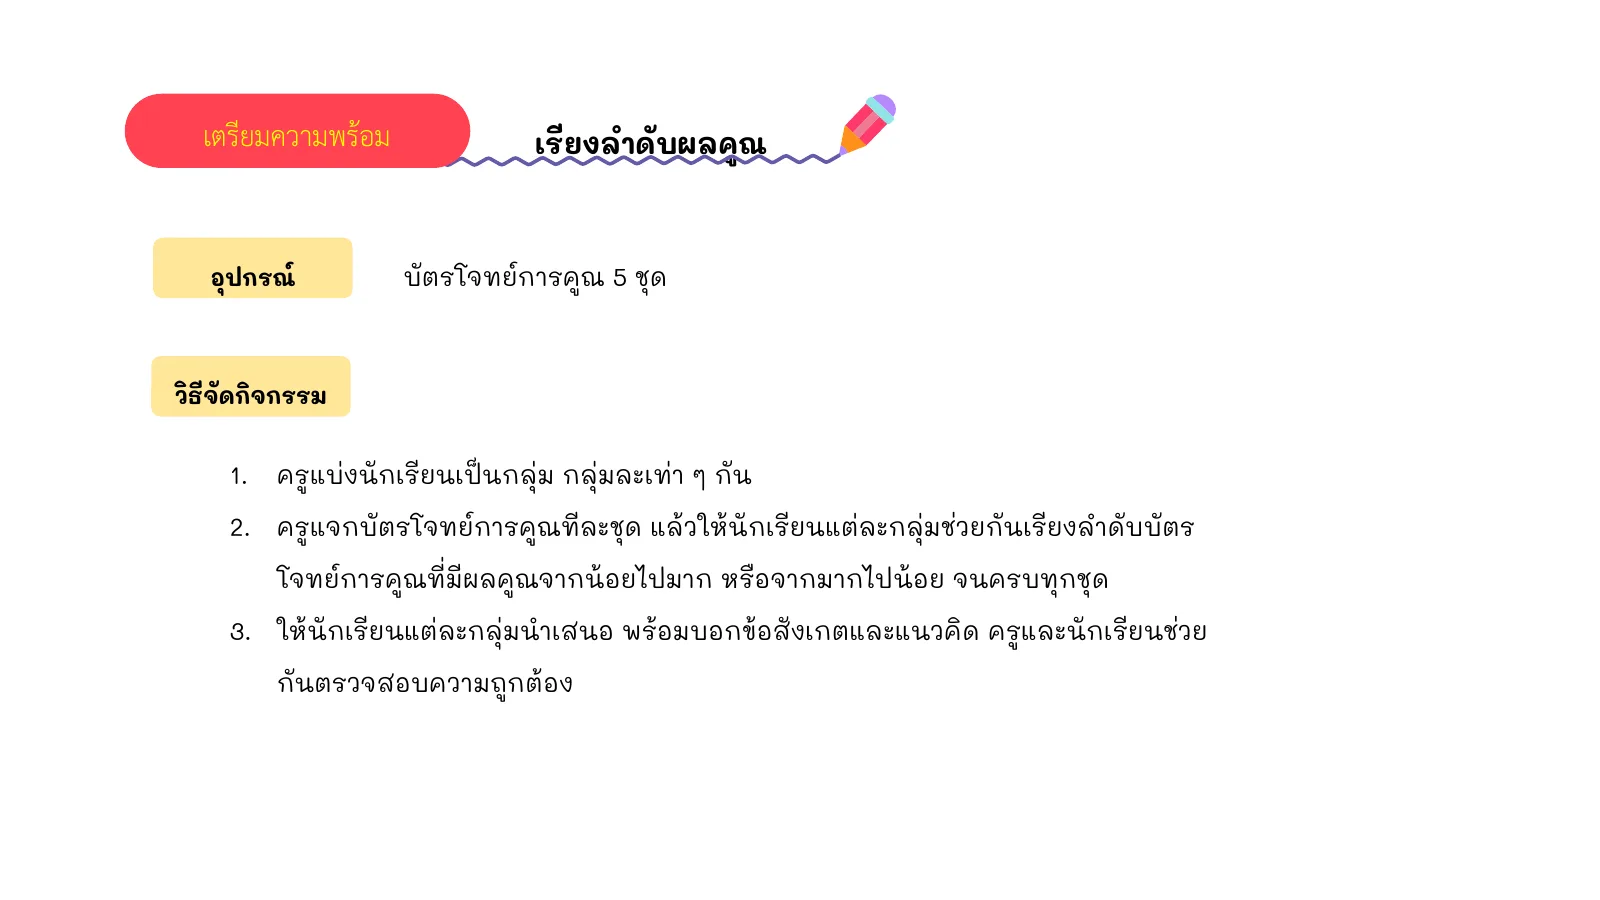 เตรียมความพร้อม
เรียงลำดับผลคูณ
อุปกรณ์
บัตรโจทย์การคูณ 5 ชุด
วิธีจัดกิจกรรม
1. ครูแบ่งนักเรียนเป็นกลุ่ม กลุ่มละเท่า ๆ กัน
2. ครูแจกบัตรโจทย์การคูณทีละชุด แล้วให้นักเรียนแต่ละกลุ่มช่วยกันเรียงลำดับบัตร
โจทย์การคูณที่มีผลคูณจากน้อยไปมาก หรือจากมากไปน้อย จนครบทุกชุด
3. ให้นักเรียนแต่ละกลุ่มนำเสนอ พร้อมบอกข้อสังเกตและแนวคิด ครูและนักเรียนช่วย
กันตรวจสอบความถูกต้อง